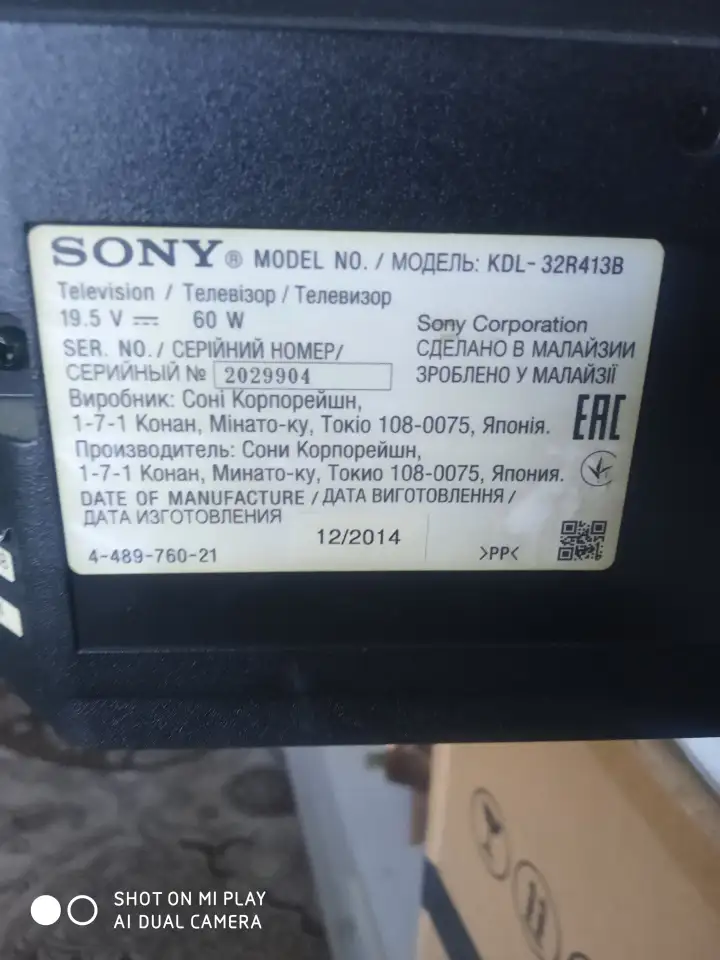 SONY® MODEL NO. / МОДЕЛЬ: KDL-32R413B
Television / Телевізор / Телевизор
19.5 V ⎓ 60 W
Sony Corporation
SER. NO. / СЕРІЙНИЙ НОМЕР/
СДЕЛАНО В МАЛАЙЗИИ
СЕРИЙНЫЙ № 2029904
ЗРОБЛЕНО У МАЛАЙЗІЇ
Виробник: Соні Корпорейшн,
1-7-1 Конан, Мінато-ку, Токіо 108-0075, Японія.
EAC
Производитель: Сони Корпорейшн,
1-7-1 Конан, Минато-ку, Токио 108-0075, Япония.
DATE OF MANUFACTURE / ДАТА ВИГОТОВЛЕННЯ /
ДАТА ИЗГОТОВЛЕНИЯ
12/2014
4-489-760-21
>PP<
SHOT ON MI PLAY
AI DUAL CAMERA